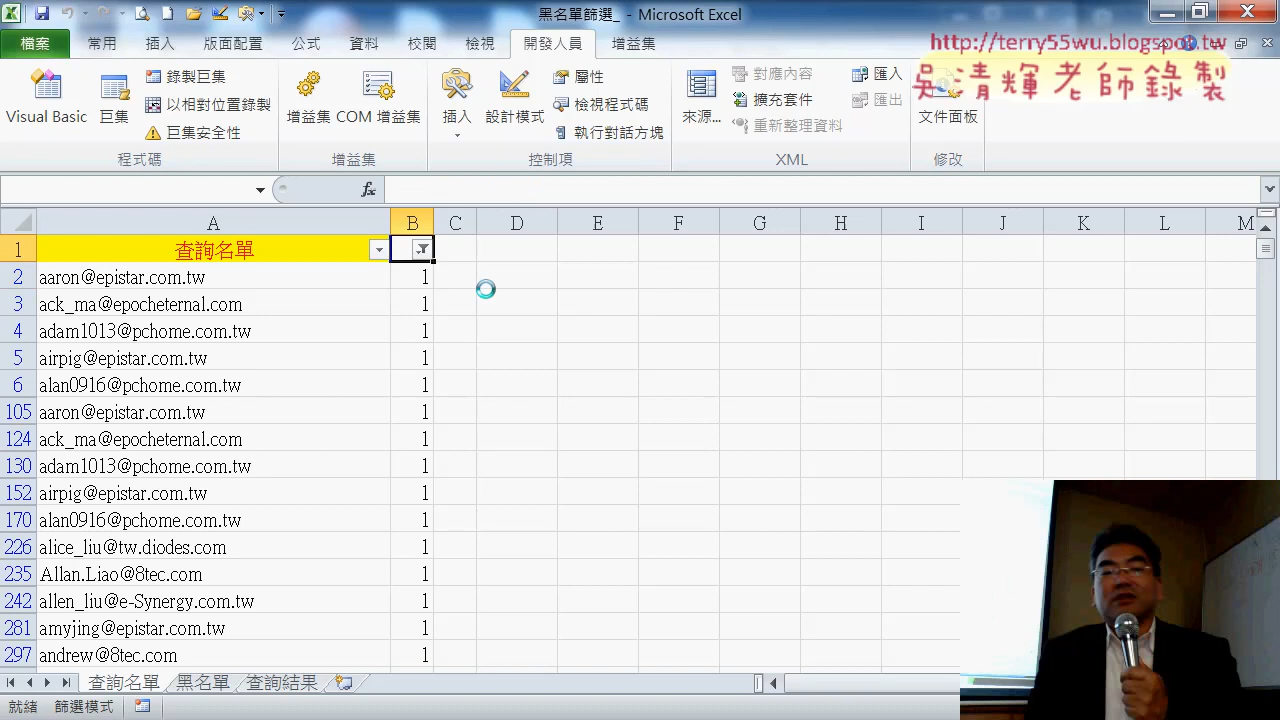 黑名單篩選_ - Microsoft Excel
檔案 常用 插入 版面配置 公式 資料 校閱 檢視 開發人員 增益集
http://terry55wu.blogspot.tw
吳清輝老師錄製
Visual Basic 巨集 錄製巨集 以相對位置錄製 巨集安全性
增益集 COM 增益集
插入 設計模式 屬性 檢視程式碼 執行對話方塊
來源... 對應內容 擴充套件 重新整理資料 匯入 匯出
文件面板
程式碼 增益集 控制項 XML 修改
fx
A B C D E F G H I J K L M
1 查詢名單
2 aaron@epistar.com.tw 1
3 ack_ma@epocheternal.com 1
4 adam1013@pchome.com.tw 1
5 airpig@epistar.com.tw 1
6 alan0916@pchome.com.tw 1
105 aaron@epistar.com.tw 1
124 ack_ma@epocheternal.com 1
130 adam1013@pchome.com.tw 1
152 airpig@epistar.com.tw 1
170 alan0916@pchome.com.tw 1
226 alice_liu@tw.diodes.com 1
235 Allan.Liao@8tec.com 1
242 allen_liu@e-Synergy.com.tw 1
281 amyjing@epistar.com.tw 1
297 andrew@8tec.com 1
查詢名單 黑名單 查詢結果
就緒 篩選模式